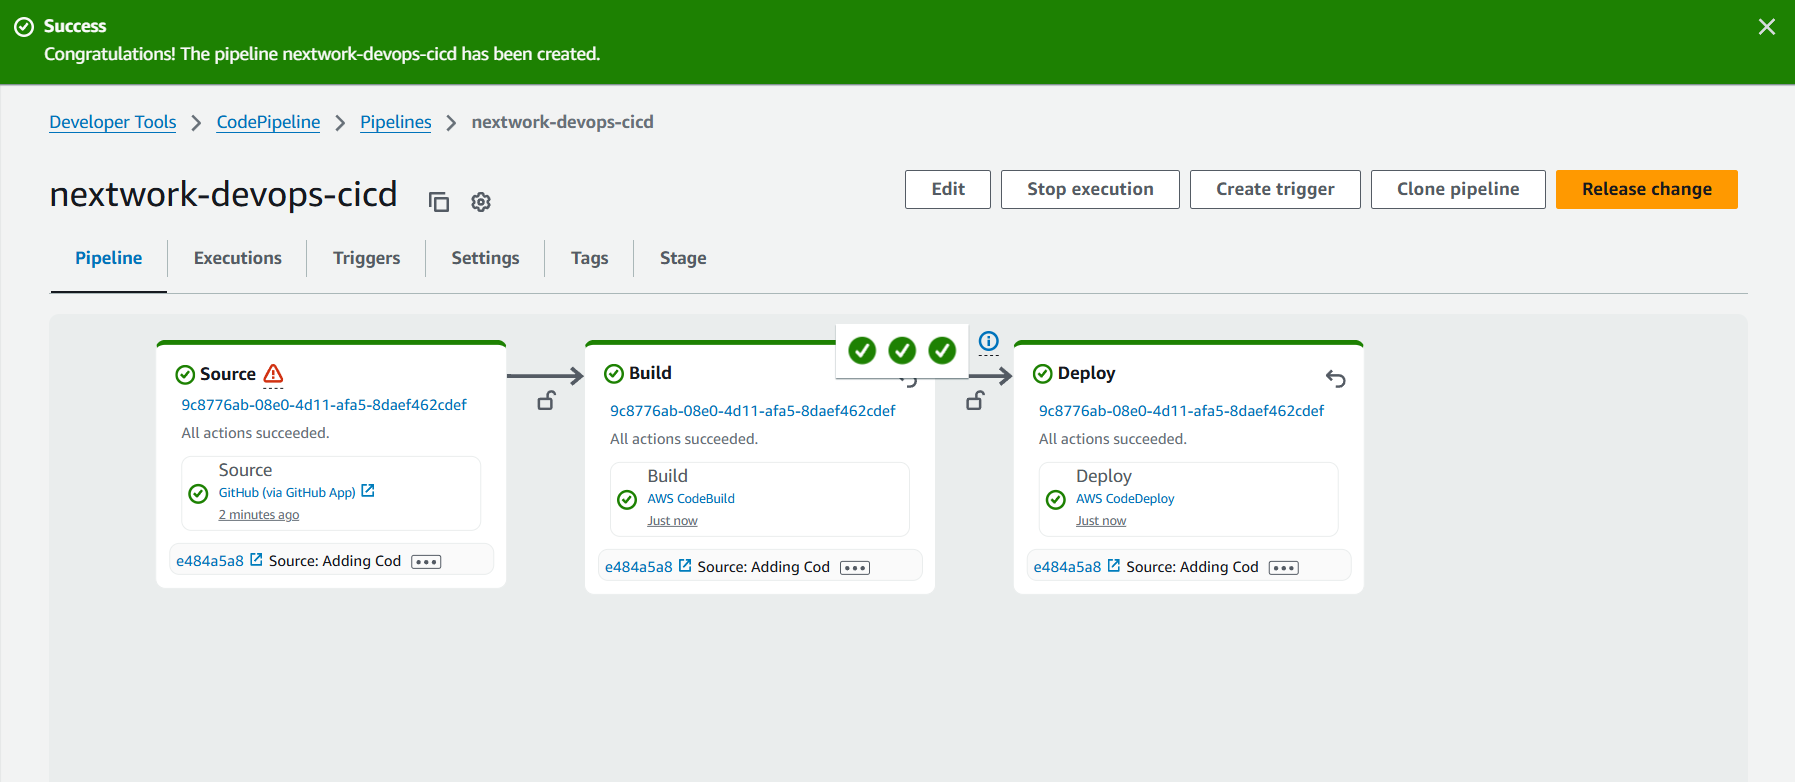 Success
Congratulations! The pipeline nextwork-devops-cicd has been created.
Developer Tools
CodePipeline
Pipelines
nextwork-devops-cicd
nextwork-devops-cicd
Edit
Stop execution
Create trigger
Clone pipeline
Release change
Pipeline
Executions
Triggers
Settings
Tags
Stage
Source
9c8776ab-08e0-4d11-afa5-8daef462cdef
All actions succeeded.
Source
GitHub (via GitHub App)
2 minutes ago
e484a5a8 Source: Adding Cod
Build
9c8776ab-08e0-4d11-afa5-8daef462cdef
All actions succeeded.
Build
AWS CodeBuild
Just now
e484a5a8 Source: Adding Cod
Deploy
9c8776ab-08e0-4d11-afa5-8daef462cdef
All actions succeeded.
Deploy
AWS CodeDeploy
Just now
e484a5a8 Source: Adding Cod